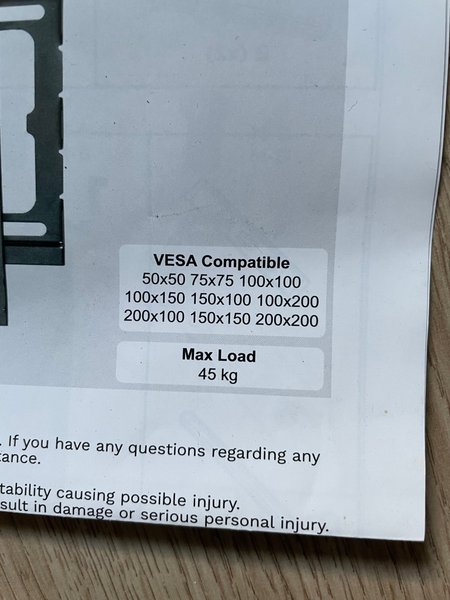 VESA Compatible
50x50 75x75 100x100
100x150 150x100 100x200
200x100 150x150 200x200
Max Load
45 kg
. If you have any questions regarding any
tance.
tability causing possible injury.
sult in damage or serious personal injury.